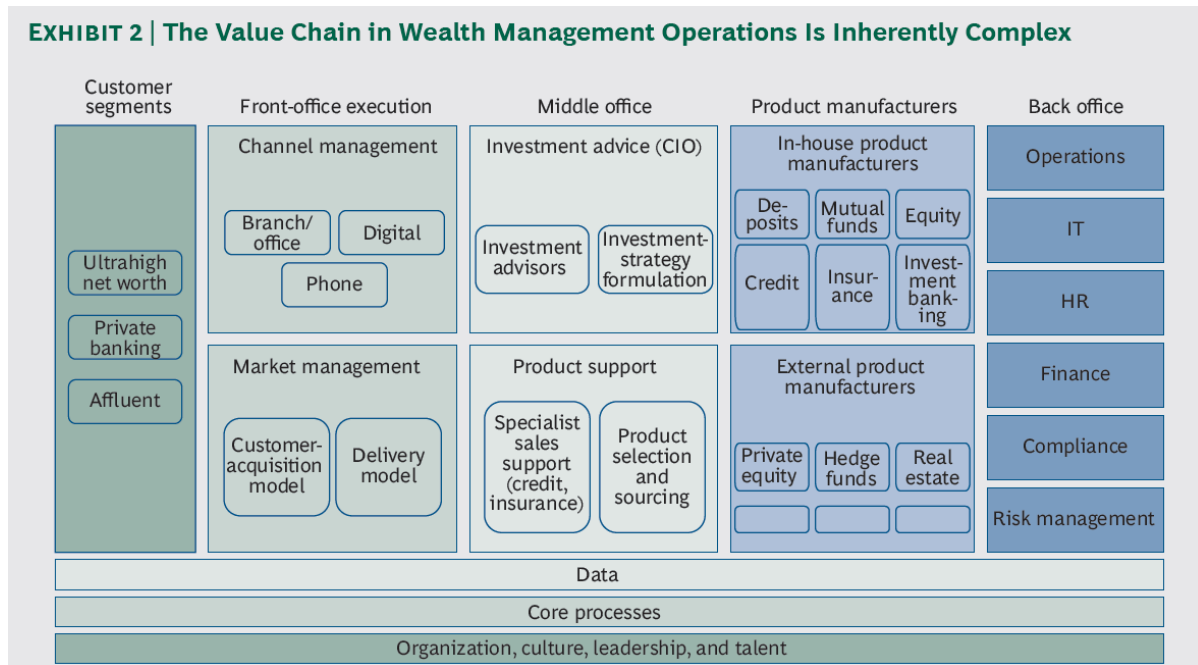 EXHIBIT 2 | The Value Chain in Wealth Management Operations Is Inherently Complex
Customer
segments
Front-office execution
Middle office
Product manufacturers
Back office
Ultrahigh
net worth
Private
banking
Affluent
Channel management
Branch/
office
Digital
Phone
Market management
Customer-
acquisition
model
Delivery
model
Investment advice (CIO)
Investment
advisors
Investment-
strategy
formulation
Product support
Specialist
sales
support
(credit,
insurance)
Product
selection
and
sourcing
In-house product
manufacturers
De-
posits
Mutual
funds
Equity
Credit
Insur-
ance
Invest-
ment
bank-
ing
External product
manufacturers
Private
equity
Hedge
funds
Real
estate
Operations
IT
HR
Finance
Compliance
Risk management
Data
Core processes
Organization, culture, leadership, and talent